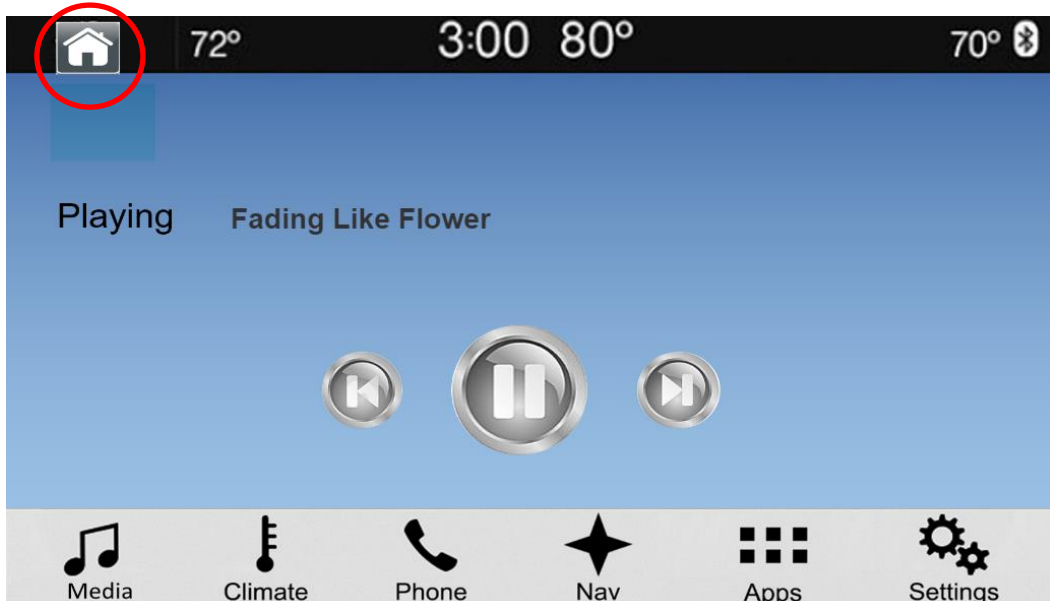 72° 3:00 80° 70°
Playing Fading Like Flower
Media Climate Phone Nav Apps Settings